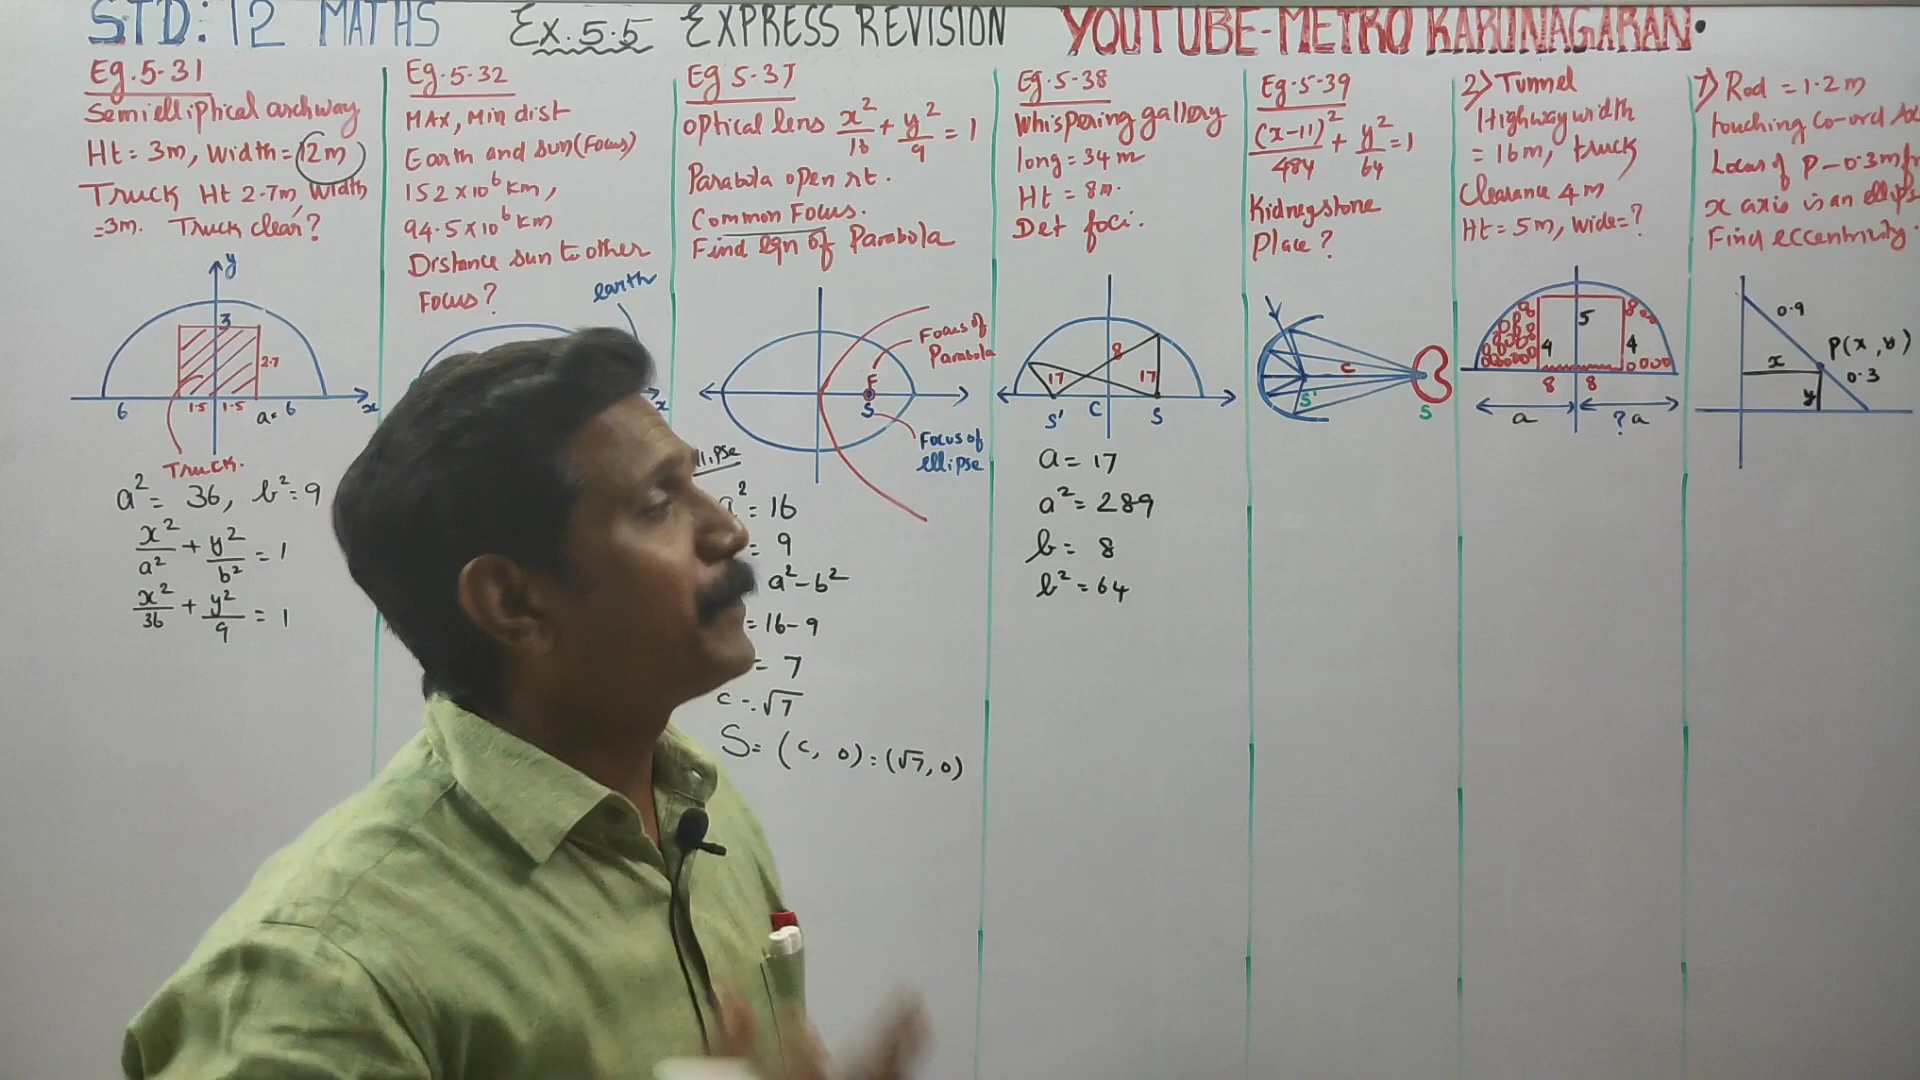 STD: 12 MATHS Ex. 5.5 EXPRESS REVISION YOUTUBE-METRO KARUNAGARAN.
Eg. 5-31
Semielliptical archway
Ht = 3m, Width = 12m
Truck Ht 2.7m, width
=3m. Truck clear?
y
3
2.7
6
1.5
1.5
a = 6
x
Truck.
a² = 36, b² = 9
x²/a² + y²/b² = 1
x²/36 + y²/9 = 1
Eg. 5-32
MAX, Min dist
Earth and sun (Focus)
152 x 10⁶ km,
94.5 x 10⁶ km
Distance sun to other
Focus?
earth
x
Eg 5-37
optical lens x²/16 + y²/9 = 1
Parabola open rt.
Common Focus.
Find eqn of Parabola
Focus of
Parabola
F
S
Focus of
ellipse
² = 16
= 9
a² - b²
= 16 - 9
= 7
c = √7
S = (c, 0) = (√7, 0)
Eg. 5-38
Whispering gallery
long = 34 m
Ht = 8m.
Det foci.
8
17
17
S' C S
a = 17
a² = 289
b = 8
b² = 64
Eg. 5-39
(x-11)²/484 + y²/64 = 1
Kidneystone
Place?
c
S'
S
2) Tunnel
Highway width
= 16m, truck
Clearance 4 m
Ht = 5m, wide = ?
5
4
4
8
8
a
? a
7) Rod = 1.2 m
touching co-ord
Locus of P - 0.3m fr
x axis is an ellips
Find eccentricity.
0.9
P(x, y)
x
0.3
y